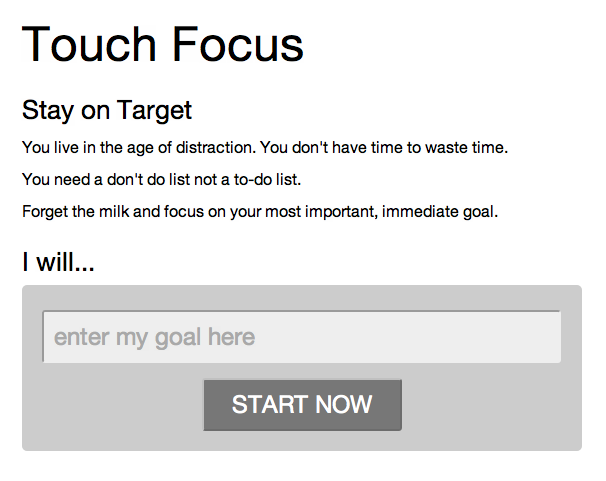 Touch Focus
Stay on Target
You live in the age of distraction. You don't have time to waste time.
You need a don't do list not a to-do list.
Forget the milk and focus on your most important, immediate goal.
I will...
enter my goal here
START NOW